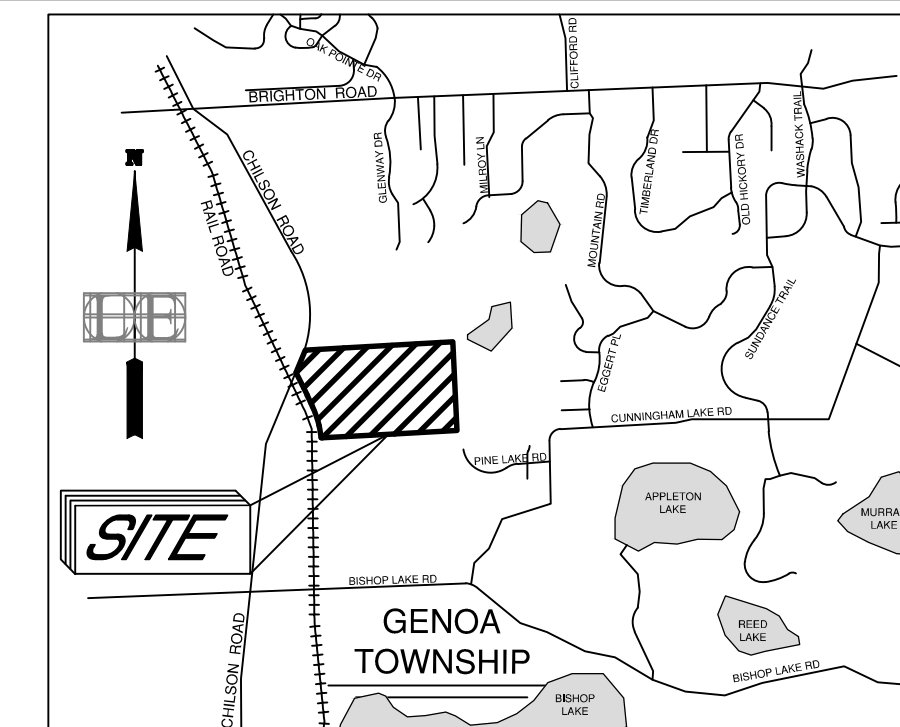 OAK POINTE DR
CLIFFORD RD
BRIGHTON ROAD
N
CHILSON ROAD
RAIL ROAD
GLENWAY DR
MILROY LN
MOUNTAIN RD
TIMBERLAND DR
OLD HICKORY DR
WASHACK TRAIL
SUNDANCE TRAIL
EGGERT PL
CUNNINGHAM LAKE RD
PINE LAKE RD
APPLETON
LAKE
MURRA
LAKE
SITE
BISHOP LAKE RD
GENOA
TOWNSHIP
REED
LAKE
BISHOP LAKE RD
CHILSON ROAD
BISHOP
LAKE